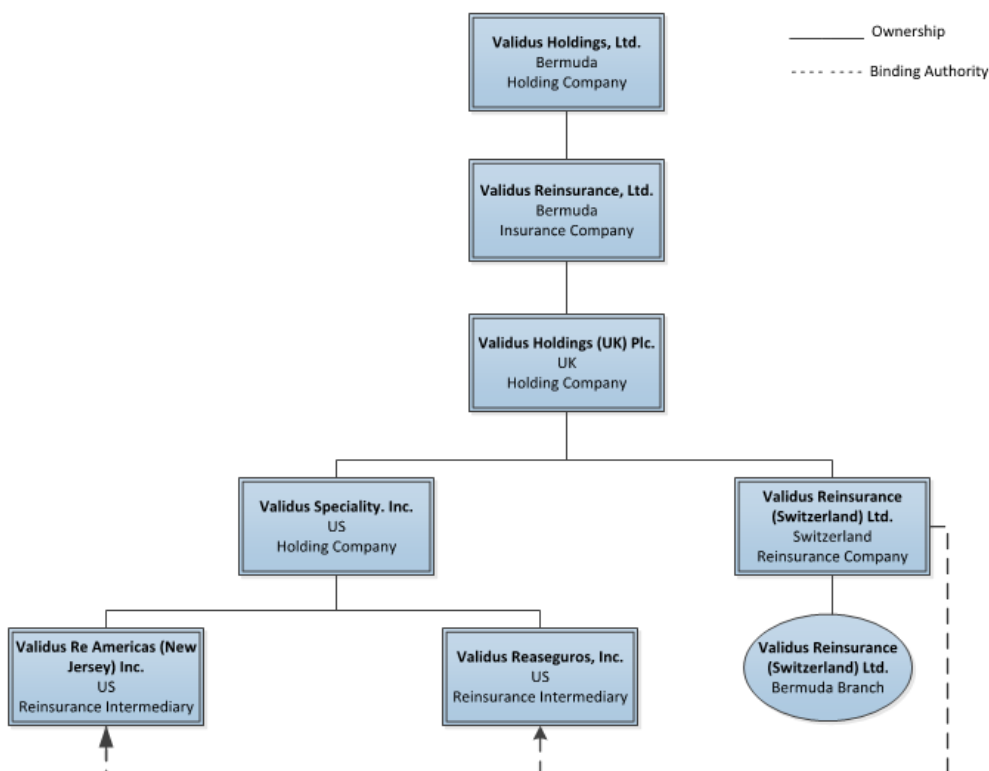 Validus Holdings, Ltd.
Bermuda
Holding Company
Ownership
Binding Authority
Validus Reinsurance, Ltd.
Bermuda
Insurance Company
Validus Holdings (UK) Plc.
UK
Holding Company
Validus Speciality. Inc.
US
Holding Company
Validus Reinsurance
(Switzerland) Ltd.
Switzerland
Reinsurance Company
Validus Re Americas (New
Jersey) Inc.
US
Reinsurance Intermediary
Validus Reaseguros, Inc.
US
Reinsurance Intermediary
Validus Reinsurance
(Switzerland) Ltd.
Bermuda Branch